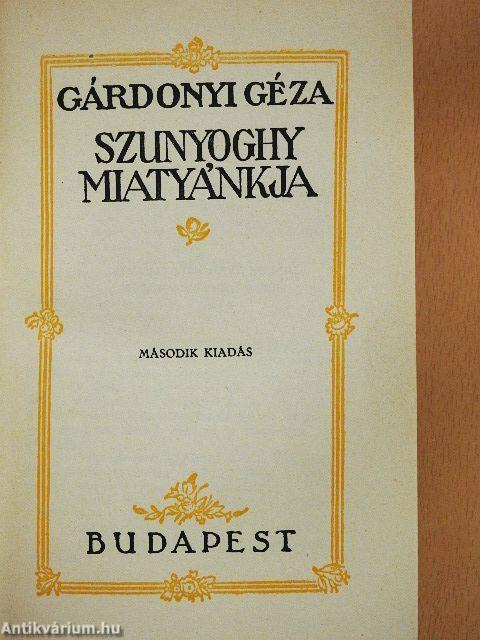 GÁRDONYI GÉZA
SZUNYOGHY
MIATYÁNKJA
MÁSODIK KIADÁS
BUDAPEST
Antikvárium.hu